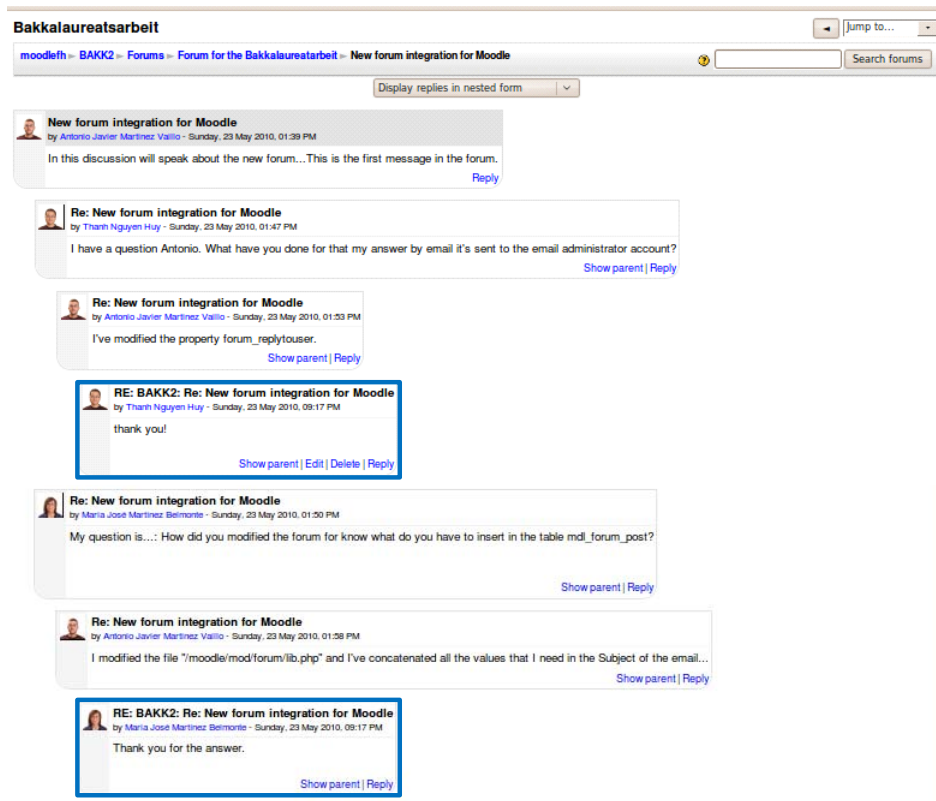 Bakkalaureatsarbeit
◄ Jump to...
moodlefh ► BAKK2 ► Forums ► Forum for the Bakkalaureatarbeit ► New forum integration for Moodle
Search forums
Display replies in nested form
New forum integration for Moodle
by Antonio Javier Martinez Vaillo - Sunday, 23 May 2010, 01:39 PM
In this discussion will speak about the new forum...This is the first message in the forum.
Reply
Re: New forum integration for Moodle
by Thanh Nguyen Huy - Sunday, 23 May 2010, 01:47 PM
I have a question Antonio. What have you done for that my answer by email it's sent to the email administrator account?
Show parent | Reply
Re: New forum integration for Moodle
by Antonio Javier Martinez Vaillo - Sunday, 23 May 2010, 01:53 PM
I've modified the property forum_replytouser.
Show parent | Reply
RE: BAKK2: Re: New forum integration for Moodle
by Thanh Nguyen Huy - Sunday, 23 May 2010, 09:17 PM
thank you!
Show parent | Edit | Delete | Reply
Re: New forum integration for Moodle
by María José Martinez Belmonte - Sunday, 23 May 2010, 01:50 PM
My question is...: How did you modified the forum for know what do you have to insert in the table mdl_forum_post?
Show parent | Reply
Re: New forum integration for Moodle
by Antonio Javier Martinez Vaillo - Sunday, 23 May 2010, 01:58 PM
I modified the file "/moodle/mod/forum/lib.php" and I've concatenated all the values that I need in the Subject of the email...
Show parent | Reply
RE: BAKK2: Re: New forum integration for Moodle
by María José Martinez Belmonte - Sunday, 23 May 2010, 09:17 PM
Thank you for the answer.
Show parent | Reply